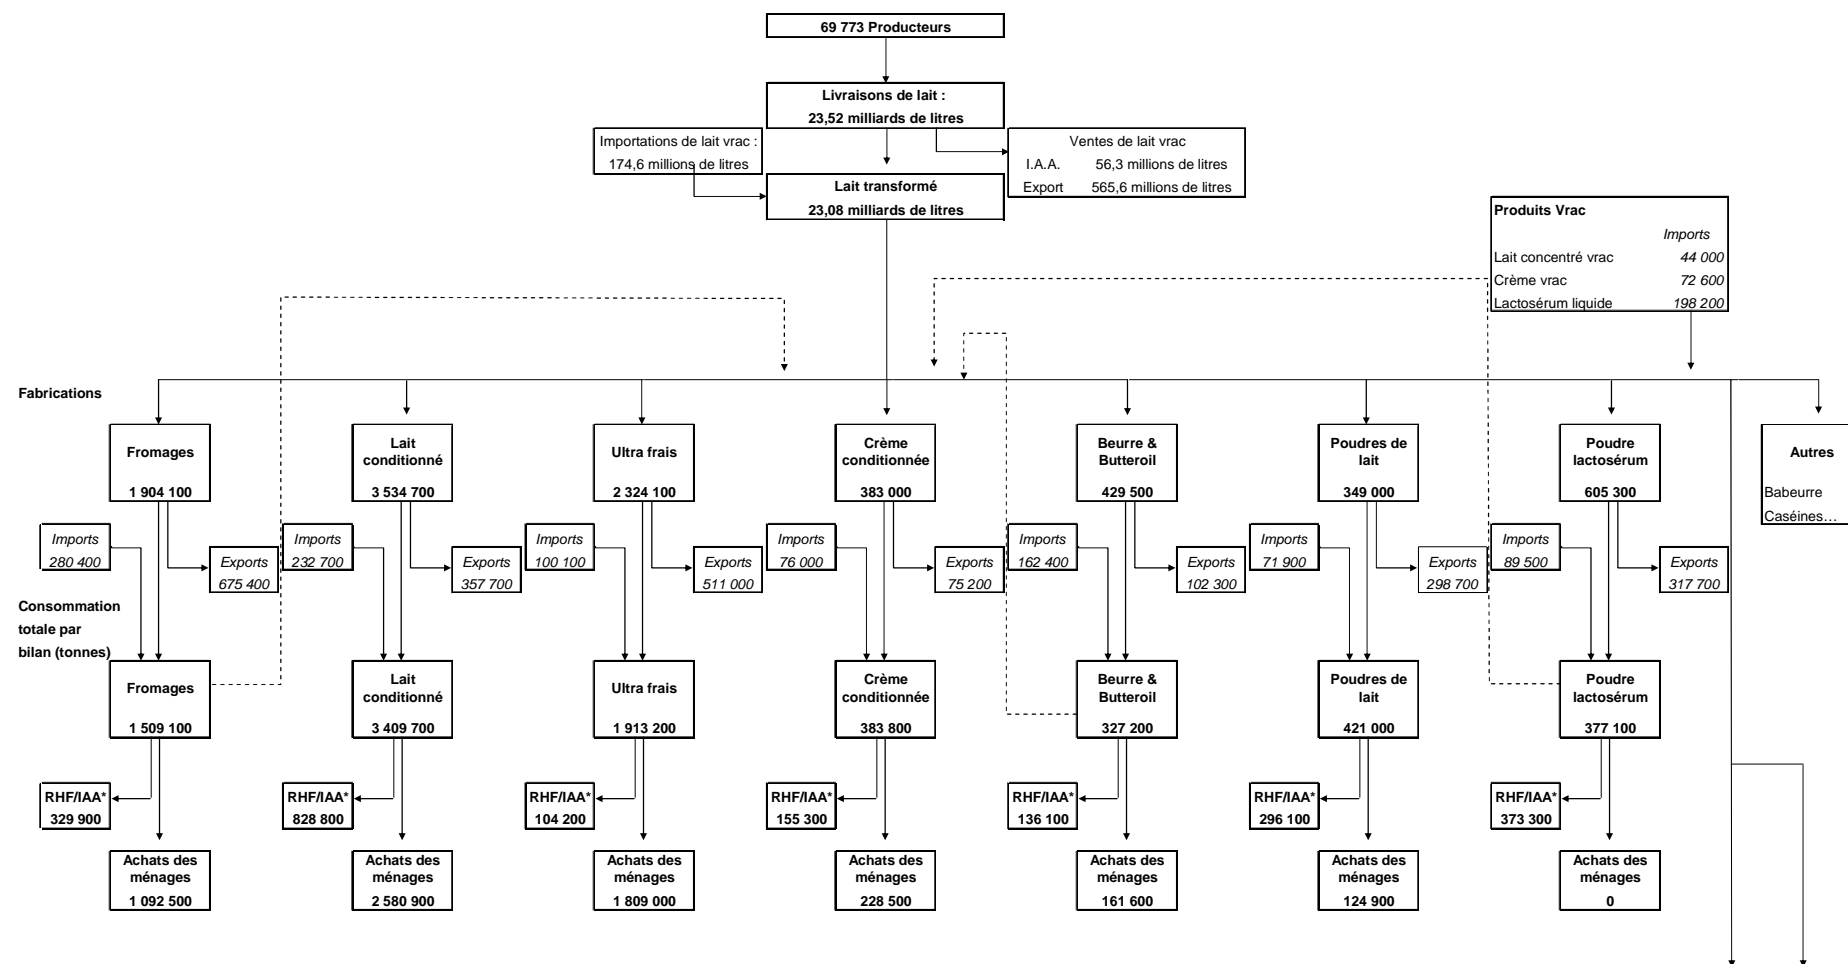 69 773 Producteurs
Livraisons de lait :
23,52 milliards de litres
Importations de lait vrac :
174,6 millions de litres
Ventes de lait vrac
I.A.A. 56,3 millions de litres
Export 565,6 millions de litres
Lait transformé
23,08 milliards de litres
Produits Vrac
Imports
Lait concentré vrac 44 000
Crème vrac 72 600
Lactosérum liquide 198 200
Fabrications
Fromages
1 904 100
Lait
conditionné
3 534 700
Ultra frais
2 324 100
Crème
conditionnée
383 000
Beurre &
Butteroil
429 500
Poudres de
lait
349 000
Poudre
lactosérum
605 300
Autres
Babeurre
Caséines…
Imports
280 400
Exports
675 400
Imports
232 700
Exports
357 700
Imports
100 100
Exports
511 000
Imports
76 000
Exports
75 200
Imports
162 400
Exports
102 300
Imports
71 900
Exports
298 700
Imports
89 500
Exports
317 700
Consommation
totale par
bilan (tonnes)
Fromages
1 509 100
Lait
conditionné
3 409 700
Ultra frais
1 913 200
Crème
conditionnée
383 800
Beurre &
Butteroil
327 200
Poudres de
lait
421 000
Poudre
lactosérum
377 100
RHF/IAA*
329 900
RHF/IAA*
828 800
RHF/IAA*
104 200
RHF/IAA*
155 300
RHF/IAA*
136 100
RHF/IAA*
296 100
RHF/IAA*
373 300
Achats des
ménages
1 092 500
Achats des
ménages
2 580 900
Achats des
ménages
1 809 000
Achats des
ménages
228 500
Achats des
ménages
161 600
Achats des
ménages
124 900
Achats des
ménages
0